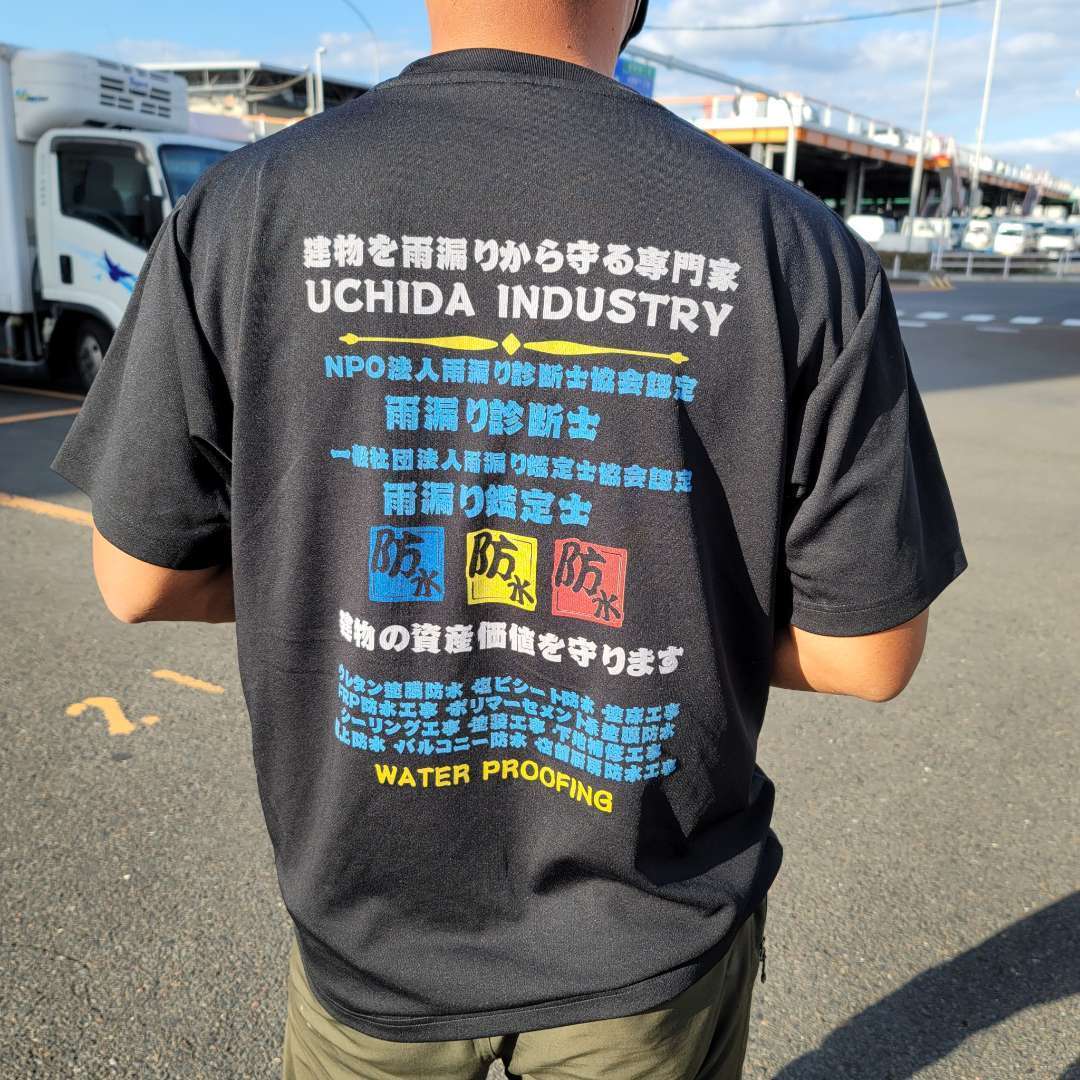 建物を雨漏りから守る専門家
UCHIDA INDUSTRY
NPO法人雨漏り診断士協会認定
雨漏り診断士
一般社団法人雨漏り鑑定士協会認定
雨漏り鑑定士
防水 防水 防水
建物の資産価値を守ります
ウレタン塗膜防水・塩ビシート防水・塗床工事
FRP防水工事・ポリマーセメント系塗膜防水
シーリング工事・塗装工事・下地補修工事
屋上防水・バルコニー防水・防水工事
WATER PROOFING